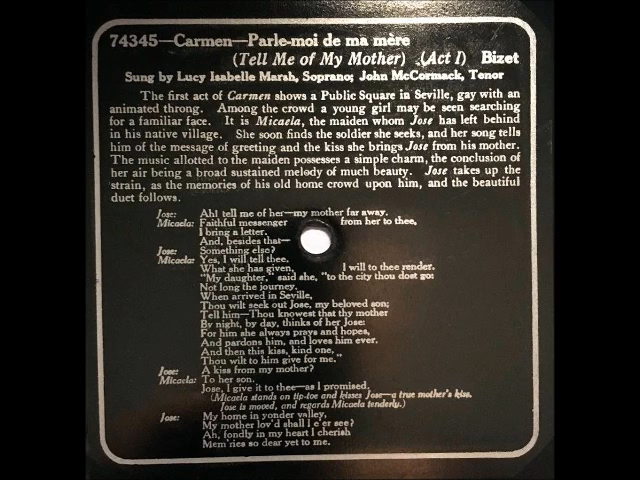 74345—Carmen—Parle-moi de ma mère
(Tell Me of My Mother) (Act I) Bizet
Sung by Lucy Isabelle Marsh, Soprano; John McCormack, Tenor
The first act of Carmen shows a Public Square in Seville, gay with an
animated throng. Among the crowd a young girl may be seen searching
for a familiar face. It is Micaela, the maiden whom Jose has left behind
in his native village. She soon finds the soldier she seeks, and her song tells
him of the message of greeting and the kiss she brings Jose from his mother.
The music allotted to the maiden possesses a simple charm, the conclusion of
her air being a broad sustained melody of much beauty. Jose takes up the
strain, as the memories of his old home crowd upon him, and the beautiful
duet follows.
Jose: Ah! tell me of her—my mother far away.
Micaela: Faithful messenger from her to thee,
I bring a letter.
And, besides that—
Jose: Something else?
Micaela: Yes, I will tell thee.
What she has given, I will to thee render.
"My daughter," said she, "to the city thou dost go:
Not long the journey.
When arrived in Seville,
Thou wilt seek out Jose, my beloved son;
Tell him—Thou knowest that thy mother
By night, by day, thinks of her Jose:
For him she always prays and hopes,
And pardons him, and loves him ever.
And then this kiss, kind one,
Thou wilt to him give for me."
Jose: A kiss from my mother?
Micaela: To her son.
Jose, I give it to thee—as I promised.
(Micaela stands on tip-toe and kisses Jose—a true mother's kiss.
Jose is moved, and regards Micaela tenderly.)
Jose: My home in yonder valley,
My mother lov'd shall I e'er see?
Ah, fondly in my heart I cherish
Mem'ries so dear yet to me.